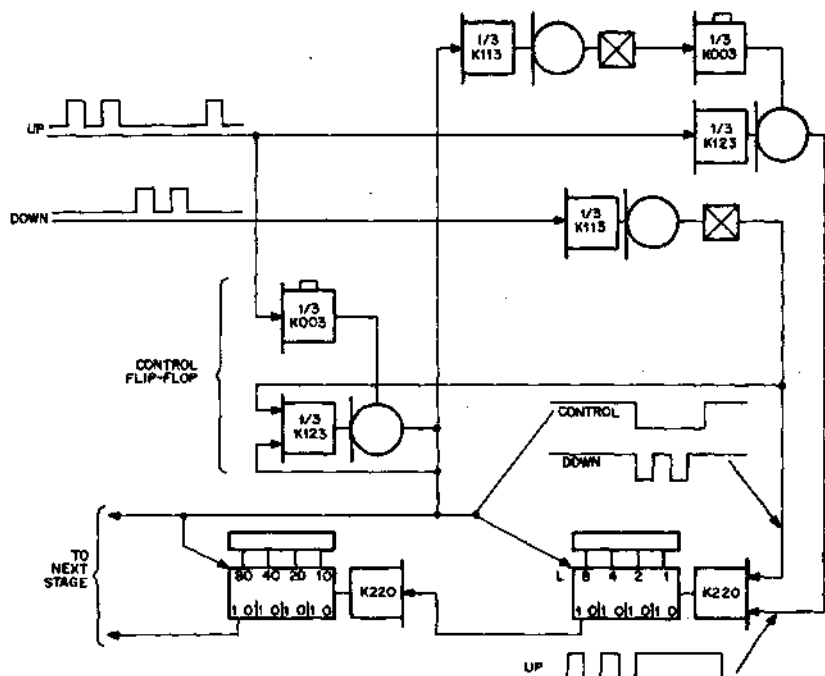 1/3
K113
1/3
K003
UP
1/3
K123
DOWN
1/3
K113
1/3
K003
CONTROL
FLIP-FLOP
1/3
K123
CONTROL
DOWN
TO
NEXT
STAGE
80 40 20 10
K220
1 0 1 0 1 0 1 0
L 8 4 2 1
K220
1 0 1 0 1 0 1 0
UP